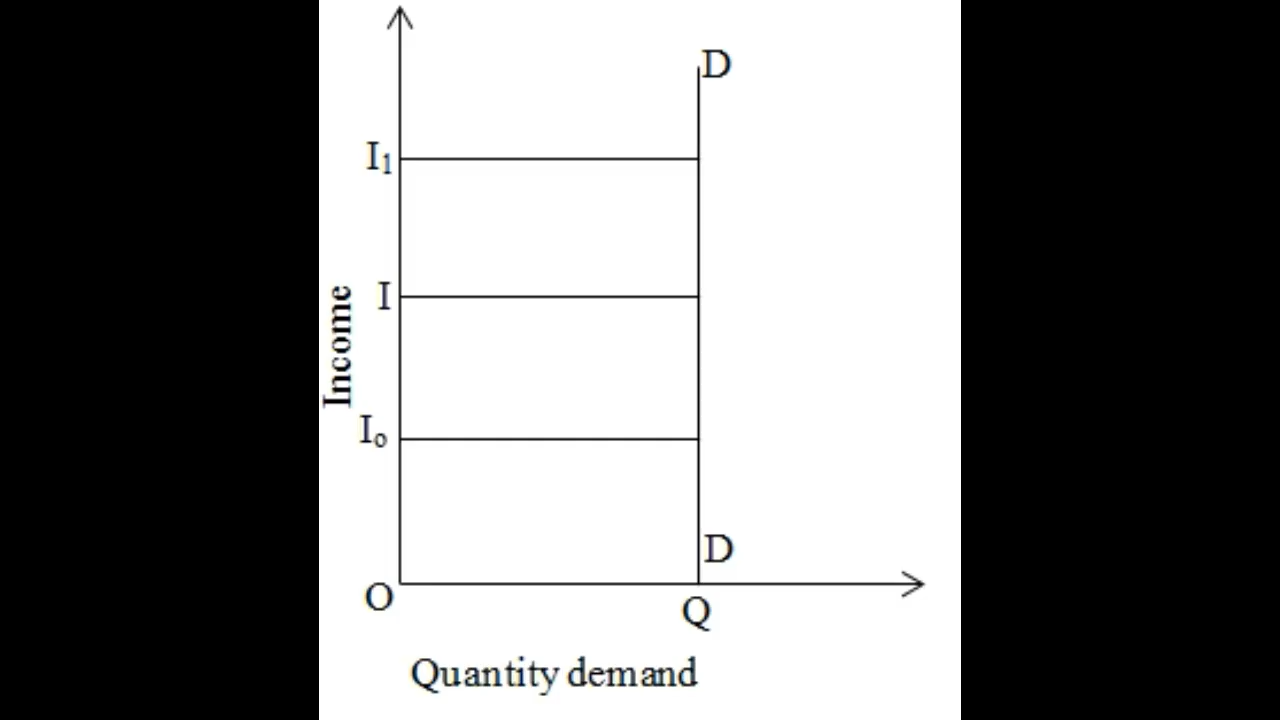 D
I₁
I
Income
I₀
D
O
Q
Quantity demand